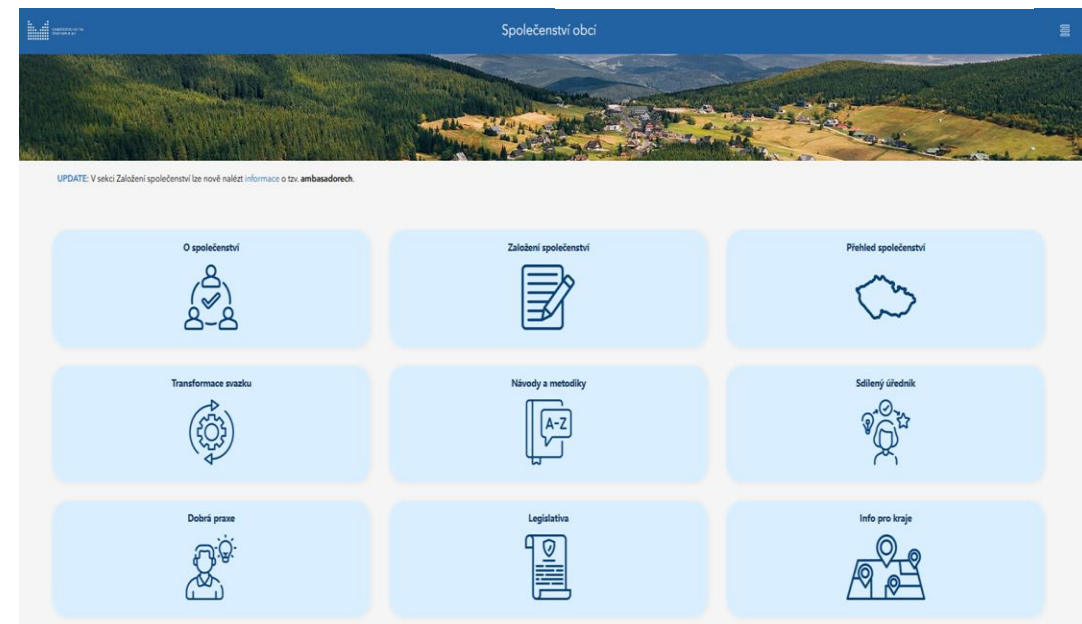 Společenství obcí
UPDATE: V sekci Založení společenství lze nově nalézt informace o tzv. ambasadorech.
O společenství
Založení společenství
Přehled společenství
Transformace svazku
Návody a metodiky
A-Z
Sdílený úředník
Dobrá praxe
Legislativa
Info pro kraje